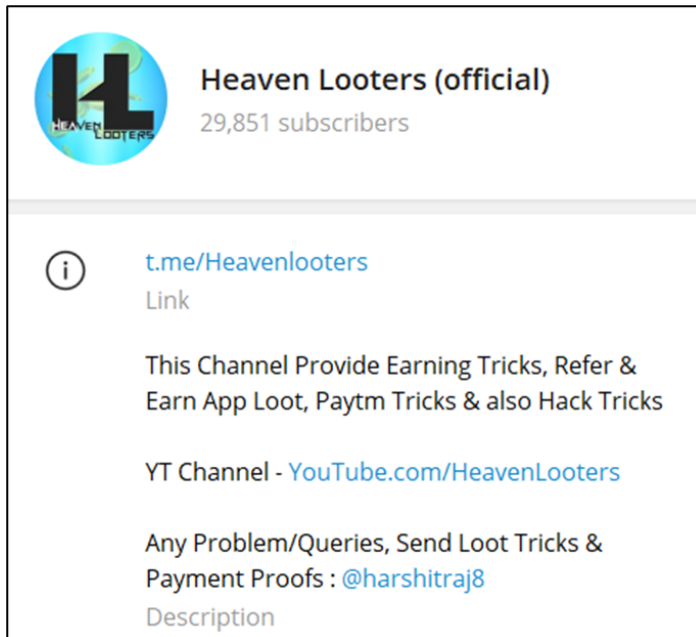 HL
HEAVEN
LOOTERS
Heaven Looters (official)
29,851 subscribers
t.me/Heavenlooters
Link
This Channel Provide Earning Tricks, Refer &
Earn App Loot, Paytm Tricks & also Hack Tricks
YT Channel - YouTube.com/HeavenLooters
Any Problem/Queries, Send Loot Tricks &
Payment Proofs : @harshitraj8
Description